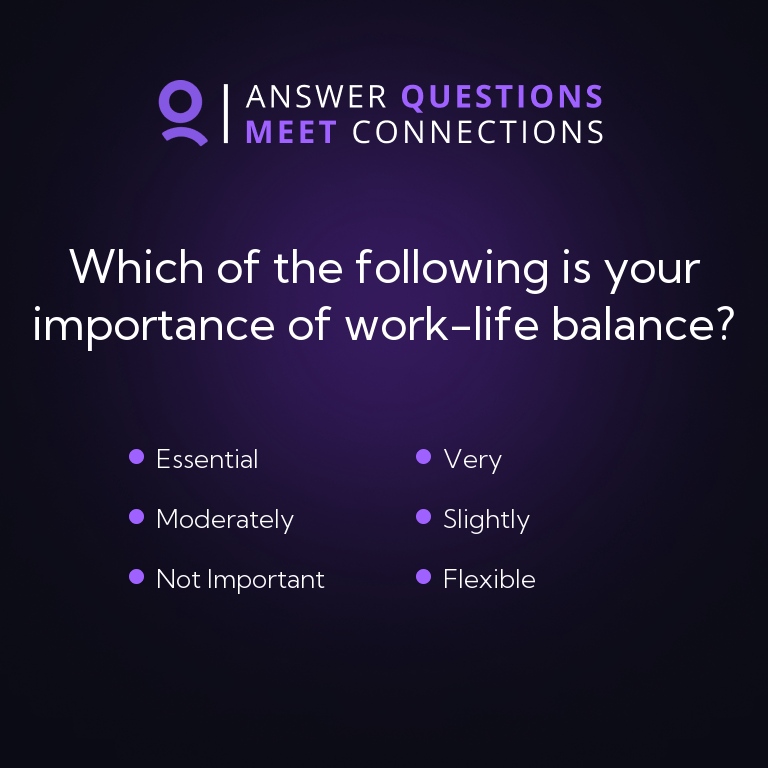 ANSWER QUESTIONS
MEET CONNECTIONS
Which of the following is your
importance of work-life balance?
Essential
Very
Moderately
Slightly
Not Important
Flexible